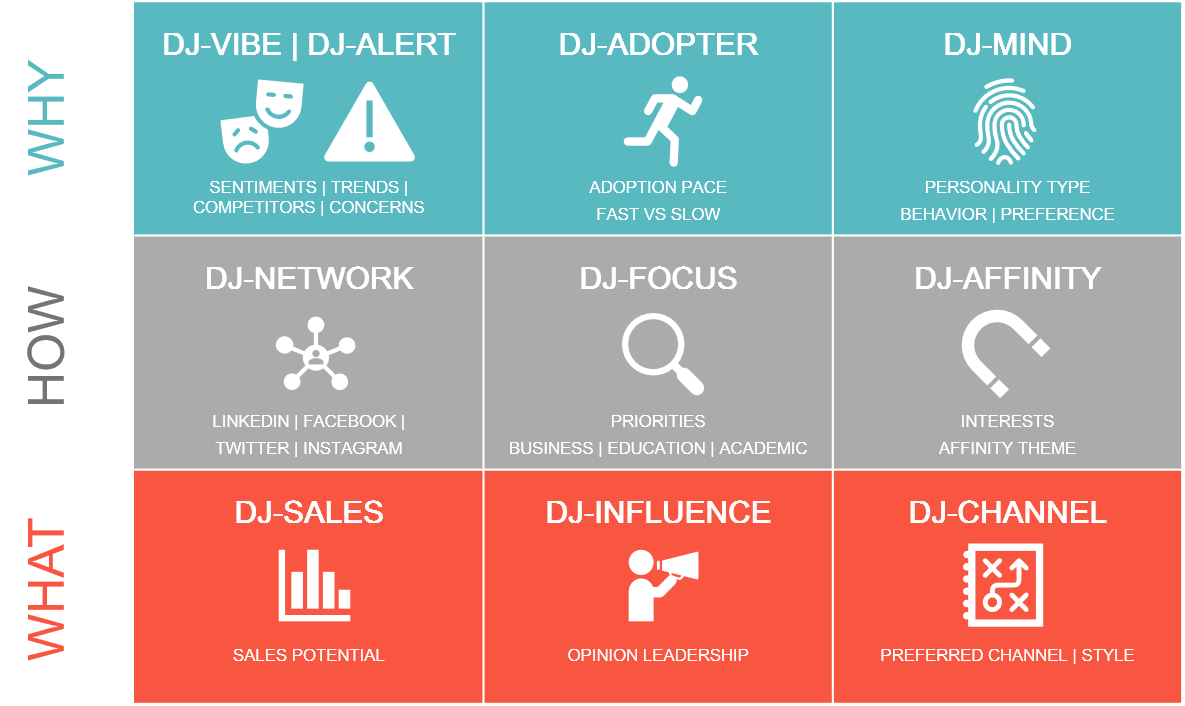 WHY
DJ-VIBE | DJ-ALERT
SENTIMENTS | TRENDS |
COMPETITORS | CONCERNS
DJ-ADOPTER
ADOPTION PACE
FAST VS SLOW
DJ-MIND
PERSONALITY TYPE
BEHAVIOR | PREFERENCE
HOW
DJ-NETWORK
LINKEDIN | FACEBOOK |
TWITTER | INSTAGRAM
DJ-FOCUS
PRIORITIES
BUSINESS | EDUCATION | ACADEMIC
DJ-AFFINITY
INTERESTS
AFFINITY THEME
WHAT
DJ-SALES
SALES POTENTIAL
DJ-INFLUENCE
OPINION LEADERSHIP
DJ-CHANNEL
PREFERRED CHANNEL | STYLE